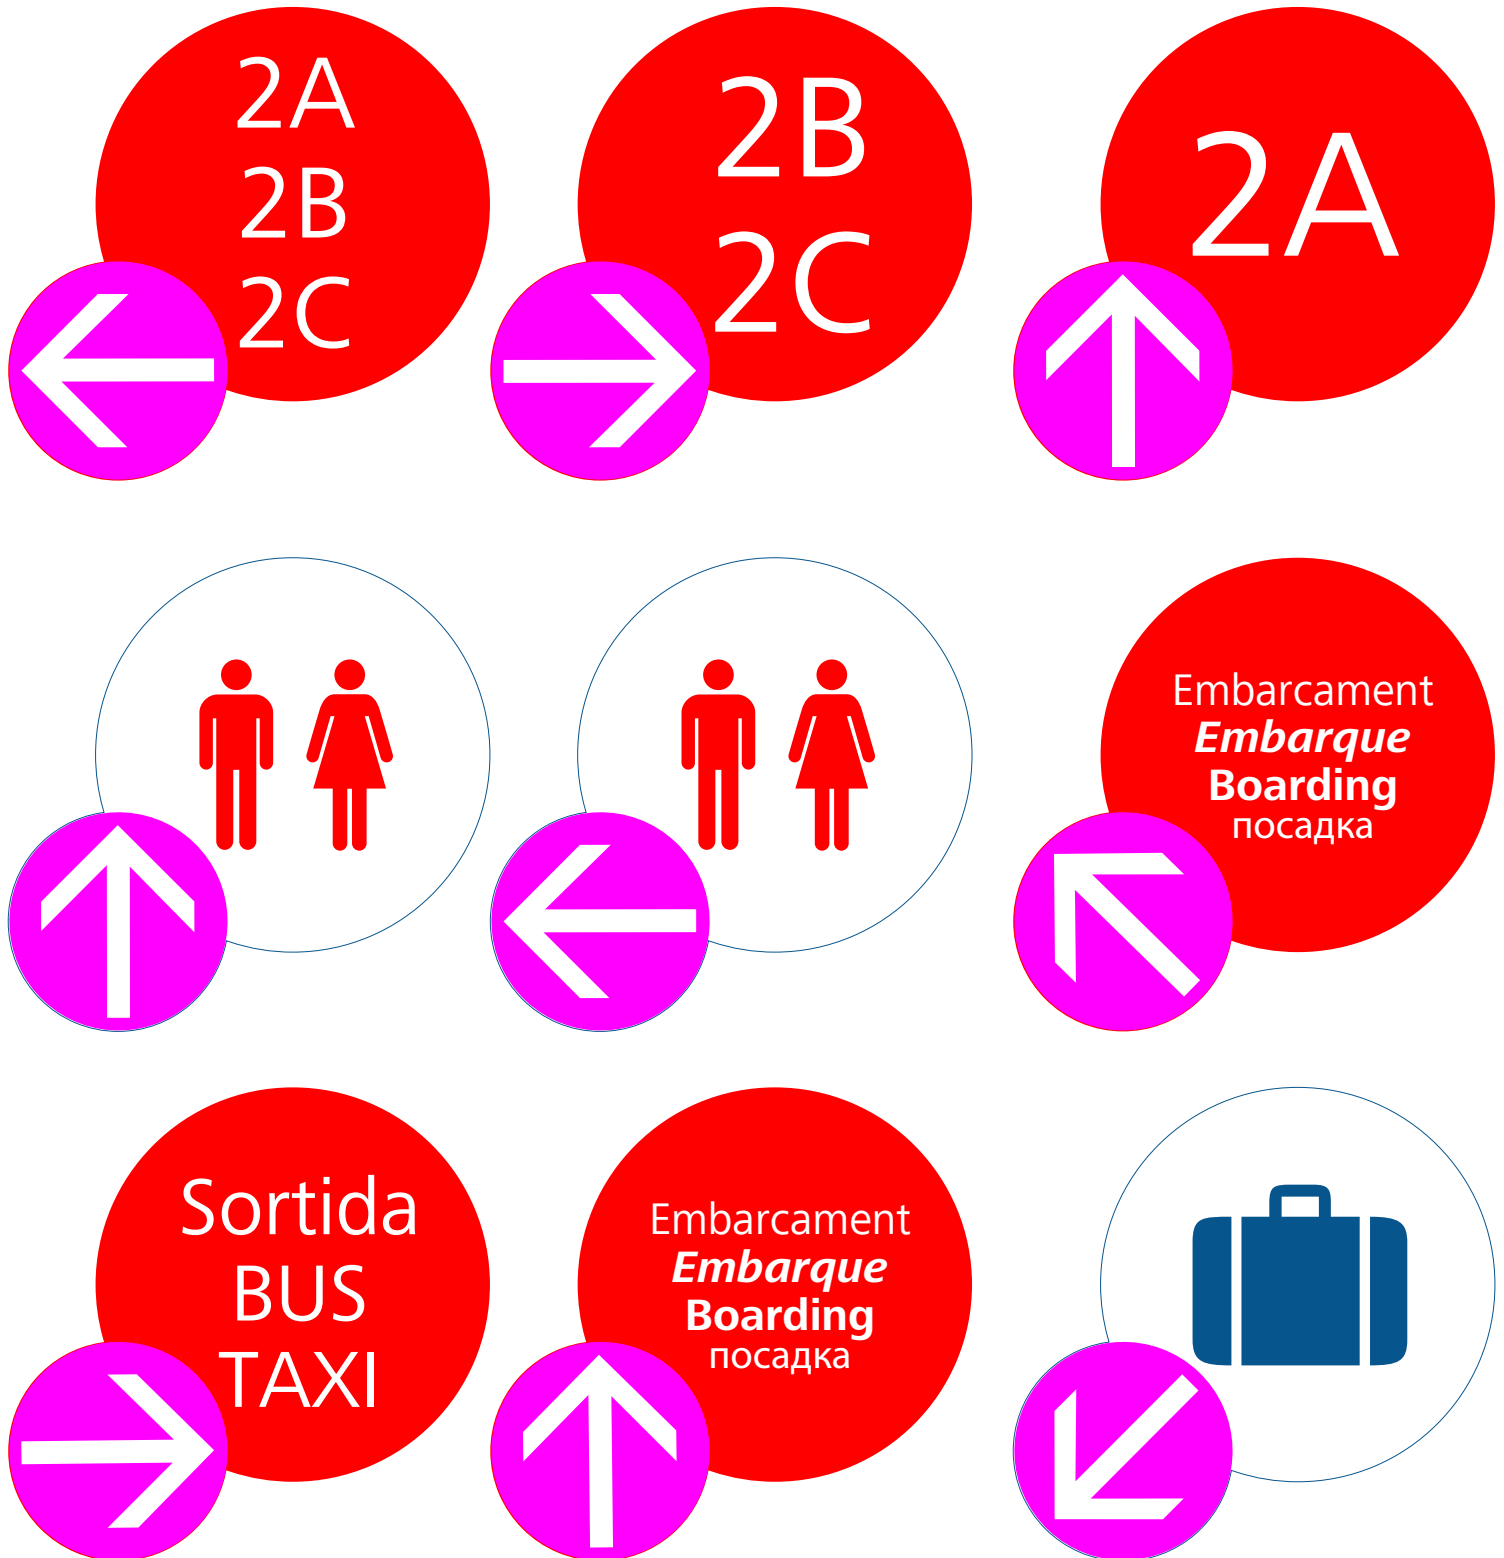 2A
2B
2C
2B
2C
2A
Embarcament
Embarque
Boarding
посадка
Sortida
BUS
TAXI
Embarcament
Embarque
Boarding
посадка